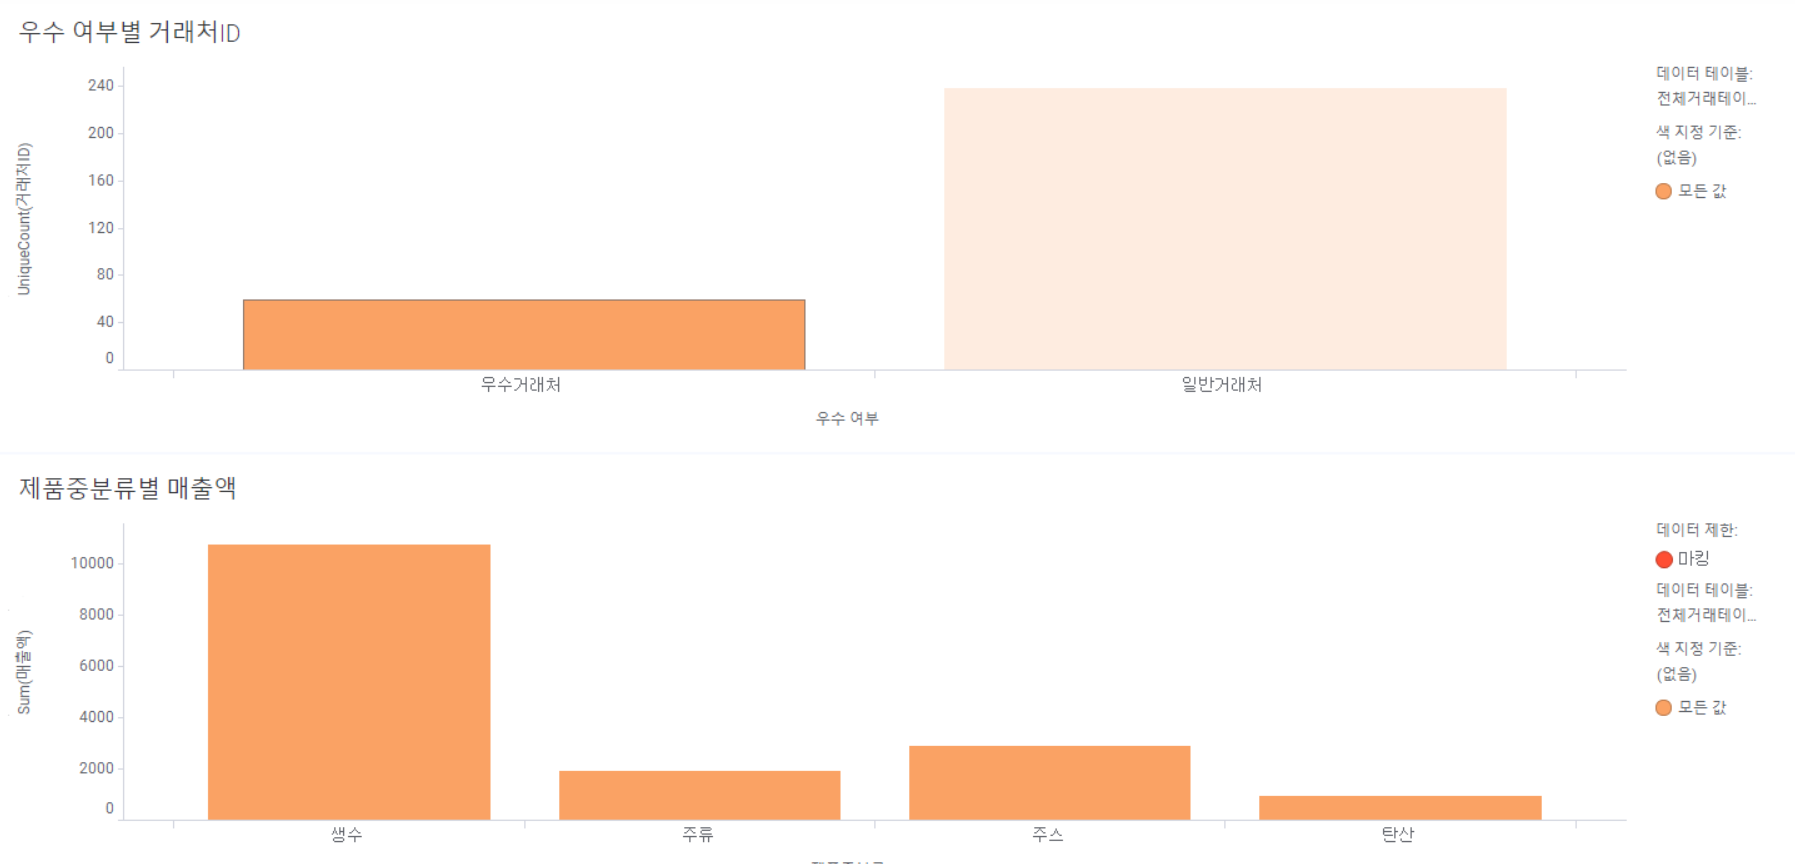 우수 여부별 거래처ID
UniqueCount(거래처ID)
240
200
160
120
80
40
0
우수거래처
일반거래처
우수 여부
데이터 테이블:
전체거래테이...
색 지정 기준:
(없음)
모든 값
제품중분류별 매출액
Sum(매출액)
10000
8000
6000
4000
2000
0
생수
주류
주스
탄산
데이터 제한:
마킹
데이터 테이블:
전체거래테이...
색 지정 기준:
(없음)
모든 값